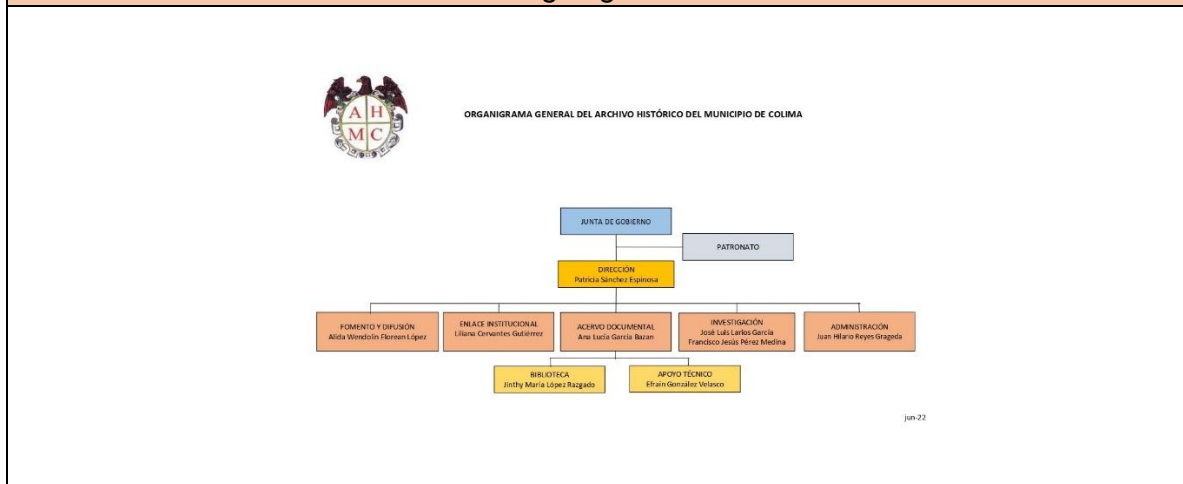 A H
M C
ORGANIGRAMA GENERAL DEL ARCHIVO HISTÓRICO DEL MUNICIPIO DE COLIMA
JUNTA DE GOBIERNO
PATRONATO
DIRECCIÓN
Patricia Sánchez Espinosa
FOMENTO Y DIFUSIÓN
Alida Wendolin Florean López
ENLACE INSTITUCIONAL
Liliana Cervantes Gutiérrez
ACERVO DOCUMENTAL
Ana Lucía García Bazan
INVESTIGACIÓN
José Luis Larios García
Francisco Jesús Pérez Medina
ADMINISTRACIÓN
Juan Hilario Reyes Grageda
BIBLIOTECA
Jinthy María López Razgado
APOYO TÉCNICO
Efraín González Velasco
jun-22